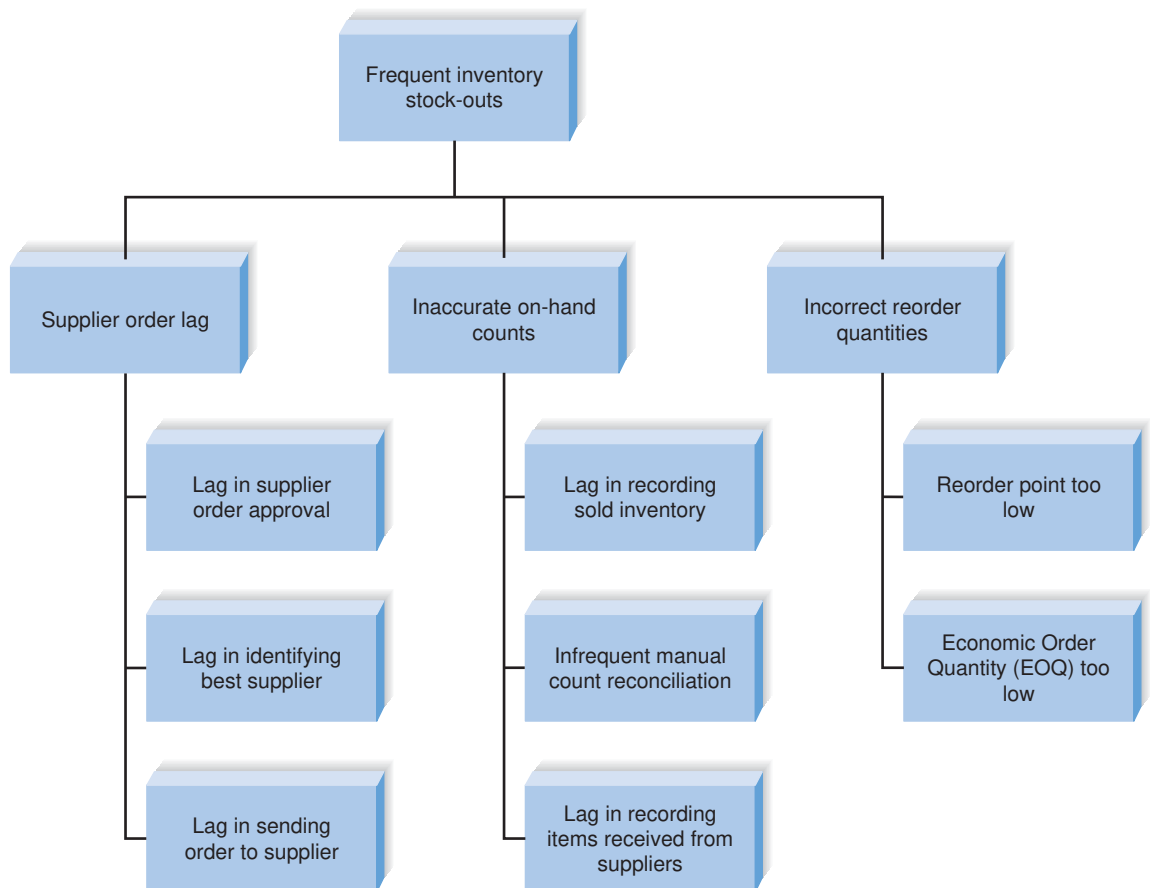 Frequent inventory
stock-outs
Supplier order lag
Inaccurate on-hand
counts
Incorrect reorder
quantities
Lag in supplier
order approval
Lag in recording
sold inventory
Reorder point too
low
Lag in identifying
best supplier
Infrequent manual
count reconciliation
Economic Order
Quantity (EOQ) too
low
Lag in sending
order to supplier
Lag in recording
items received from
suppliers